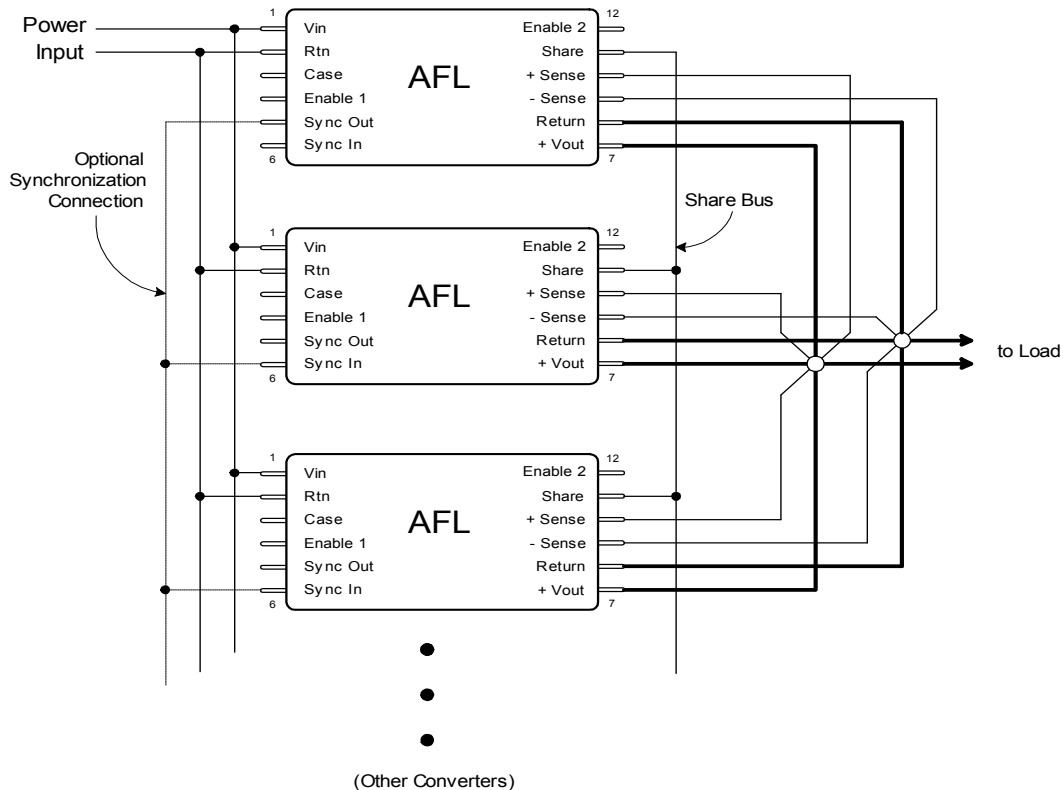 Power
Input
1
Vin
Rtn
Case
Enable 1
Sync Out
Sync In
6
AFL
12
Enable 2
Share
+ Sense
- Sense
Return
+ Vout
7
Optional
Synchronization
Connection
Share Bus
1
Vin
Rtn
Case
Enable 1
Sync Out
Sync In
6
AFL
12
Enable 2
Share
+ Sense
- Sense
Return
+ Vout
7
to Load
1
Vin
Rtn
Case
Enable 1
Sync Out
Sync In
6
AFL
12
Enable 2
Share
+ Sense
- Sense
Return
+ Vout
7
(Other Converters)